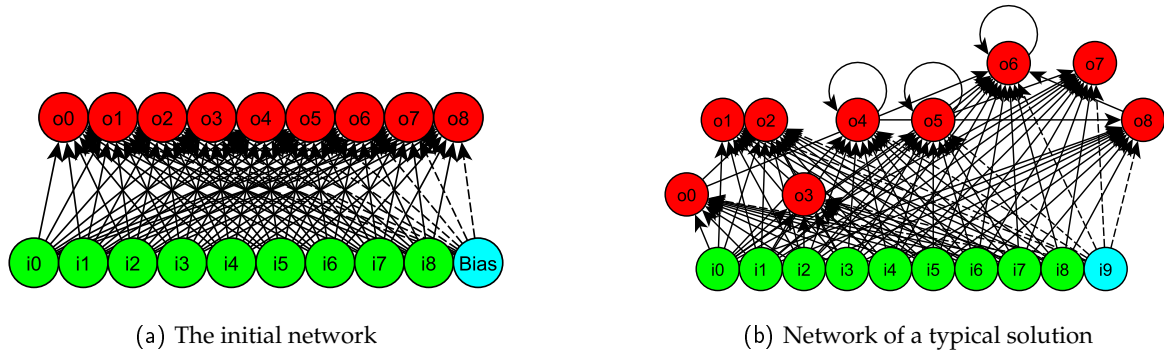 o0 o1 o2 o3 o4 o5 o6 o7 o8
i0 i1 i2 i3 i4 i5 i6 i7 i8 Bias
(a) The initial network
o6 o7
o1 o2 o4 o5 o8
o0 o3
i0 i1 i2 i3 i4 i5 i6 i7 i8 i9
(b) Network of a typical solution